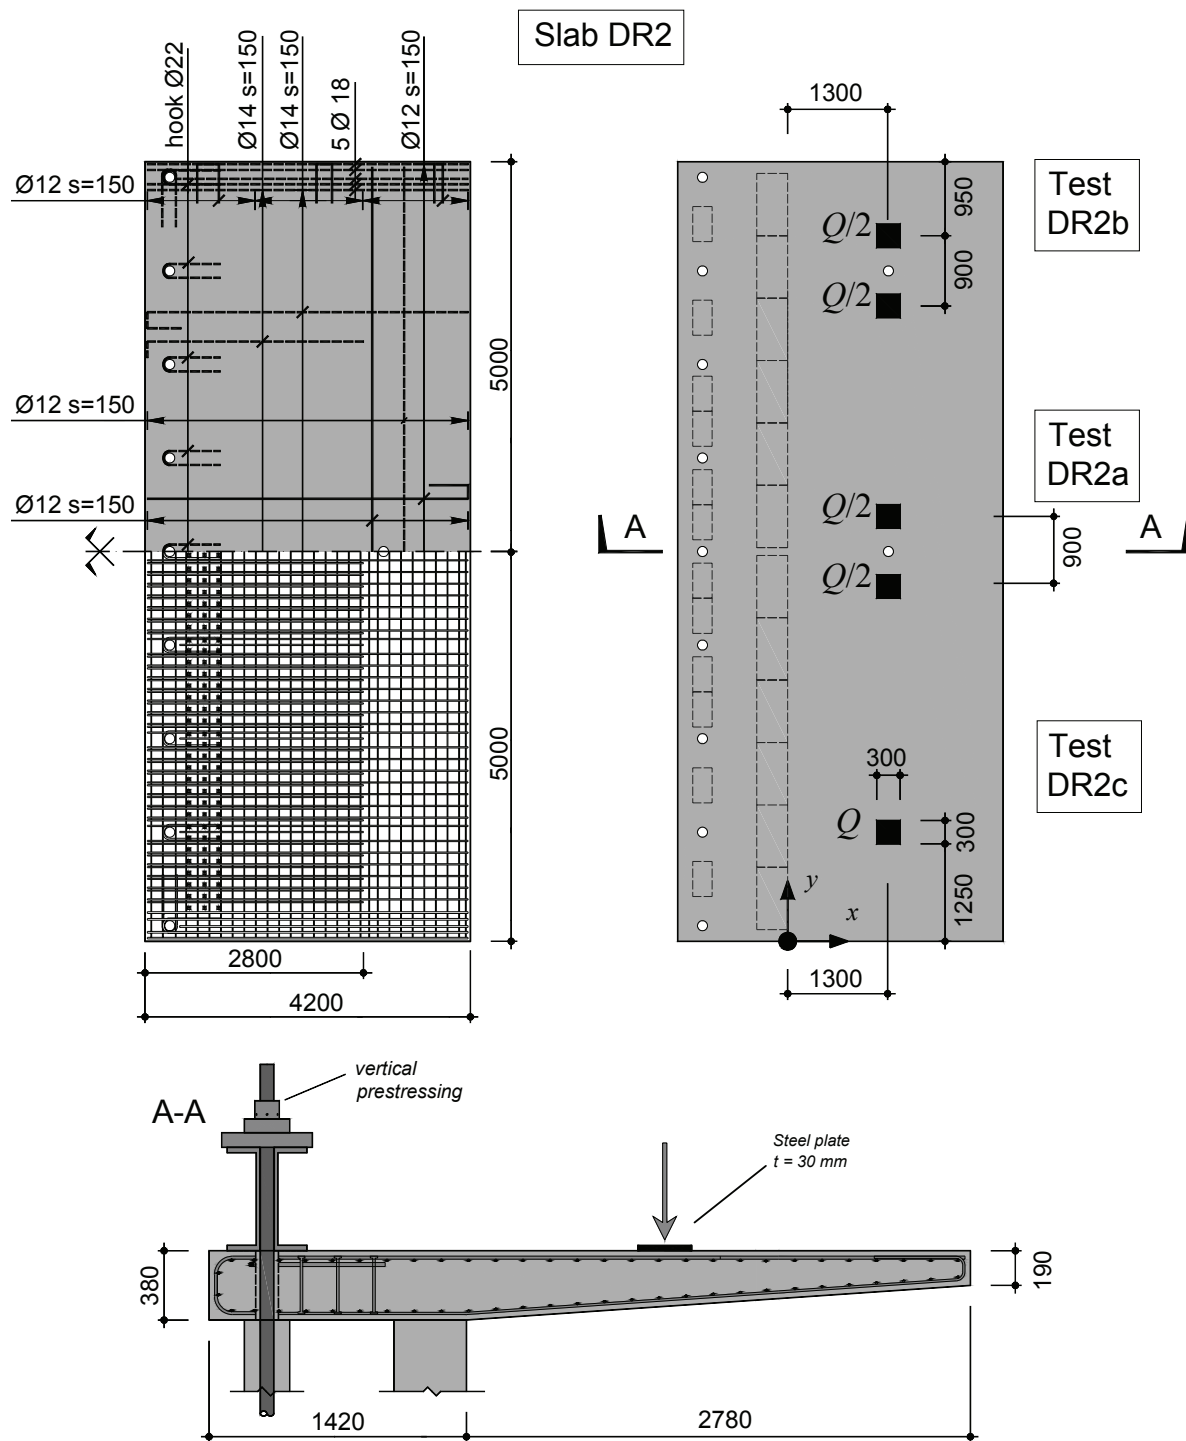 Slab DR2
hook Ø22
Ø14 s=150
Ø14 s=150
5 Ø 18
Ø12 s=150
Ø12 s=150
Ø12 s=150
Ø12 s=150
5000
5000
2800
4200
1300
950
900
Q/2
Q/2
Test
DR2b
Q/2
Q/2
Test
DR2a
A
A
900
Test
DR2c
300
Q
300
1250
y
x
1300
A-A
vertical
prestressing
Steel plate
t = 30 mm
380
190
1420
2780